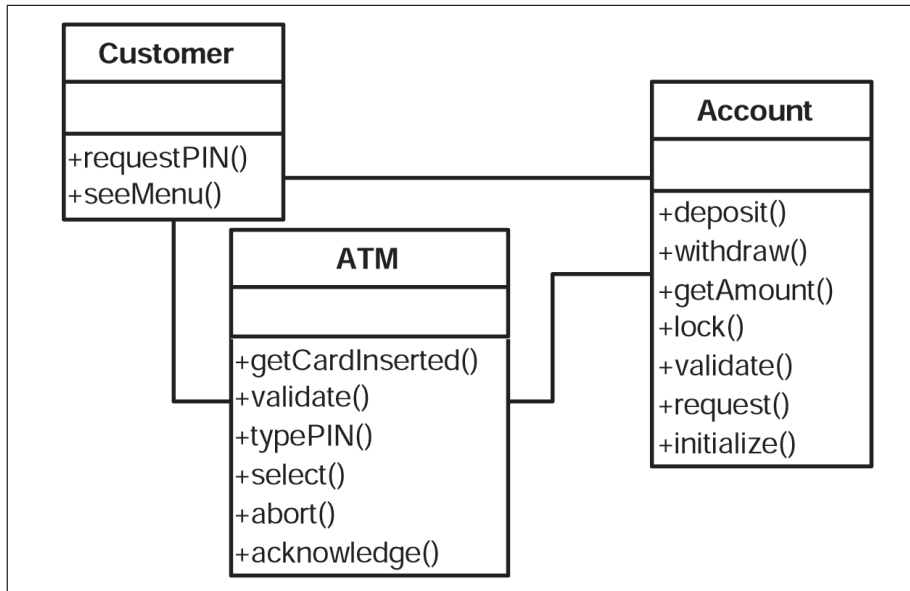 Customer
+requestPIN()
+seeMenu()
Account
+deposit()
+withdraw()
+getAmount()
+lock()
+validate()
+request()
+initialize()
ATM
+getCardInserted()
+validate()
+typePIN()
+select()
+abort()
+acknowledge()